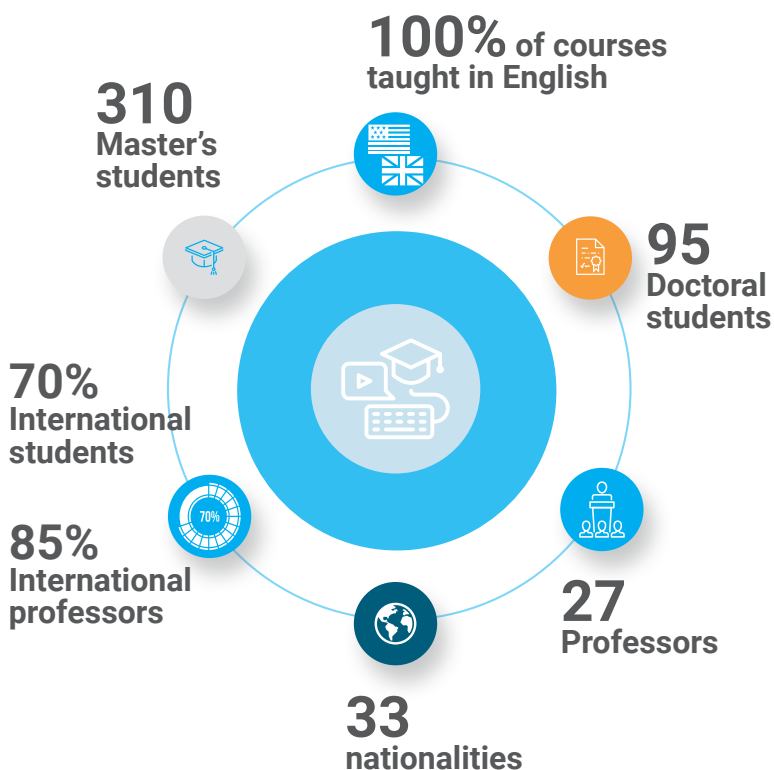 100% of courses
taught in English
310
Master’s
students
95
Doctoral
students
70%
International
students
70%
85%
International
professors
27
Professors
33
nationalities